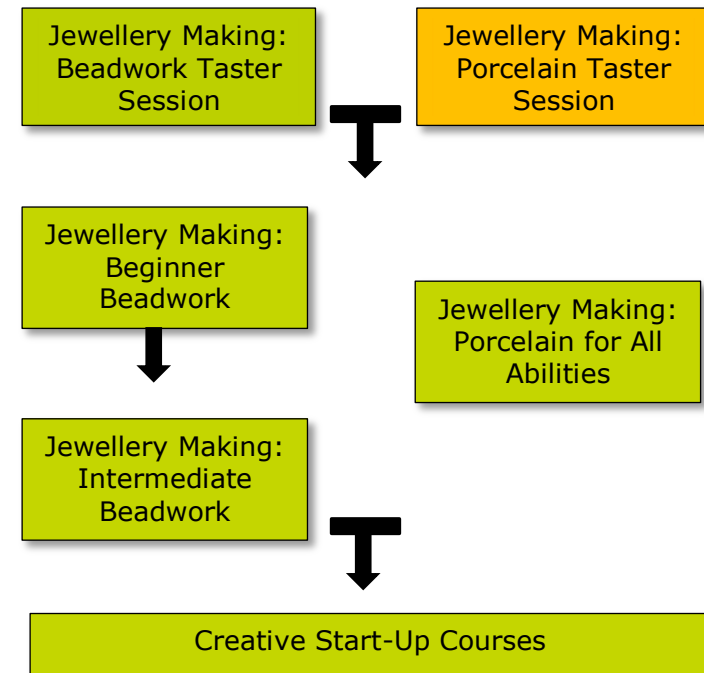 Jewellery Making:
Beadwork Taster
Session
Jewellery Making:
Porcelain Taster
Session
Jewellery Making:
Beginner
Beadwork
Jewellery Making:
Porcelain for All
Abilities
Jewellery Making:
Intermediate
Beadwork
Creative Start-Up Courses